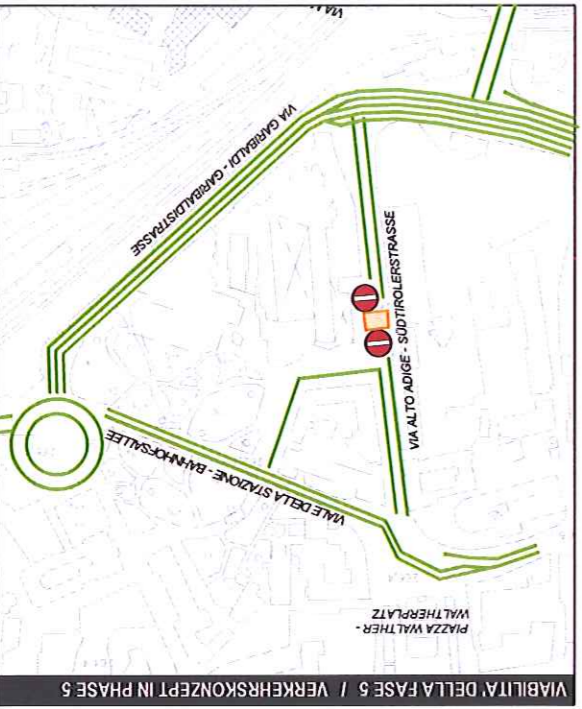 VIABILITA' DELLA FASE 5 / VERKEHRSKONZEPT IN PHASE 5
PIAZZA WALTHER -
WALTHERPLATZ
VIALE DELLA STAZIONE - BAHNHOFSALLEE
VIA ALTO ADIGE - SÜDTIROLERSTRASSE
VIA GARIBALDI - GARIBALDISTRASSE